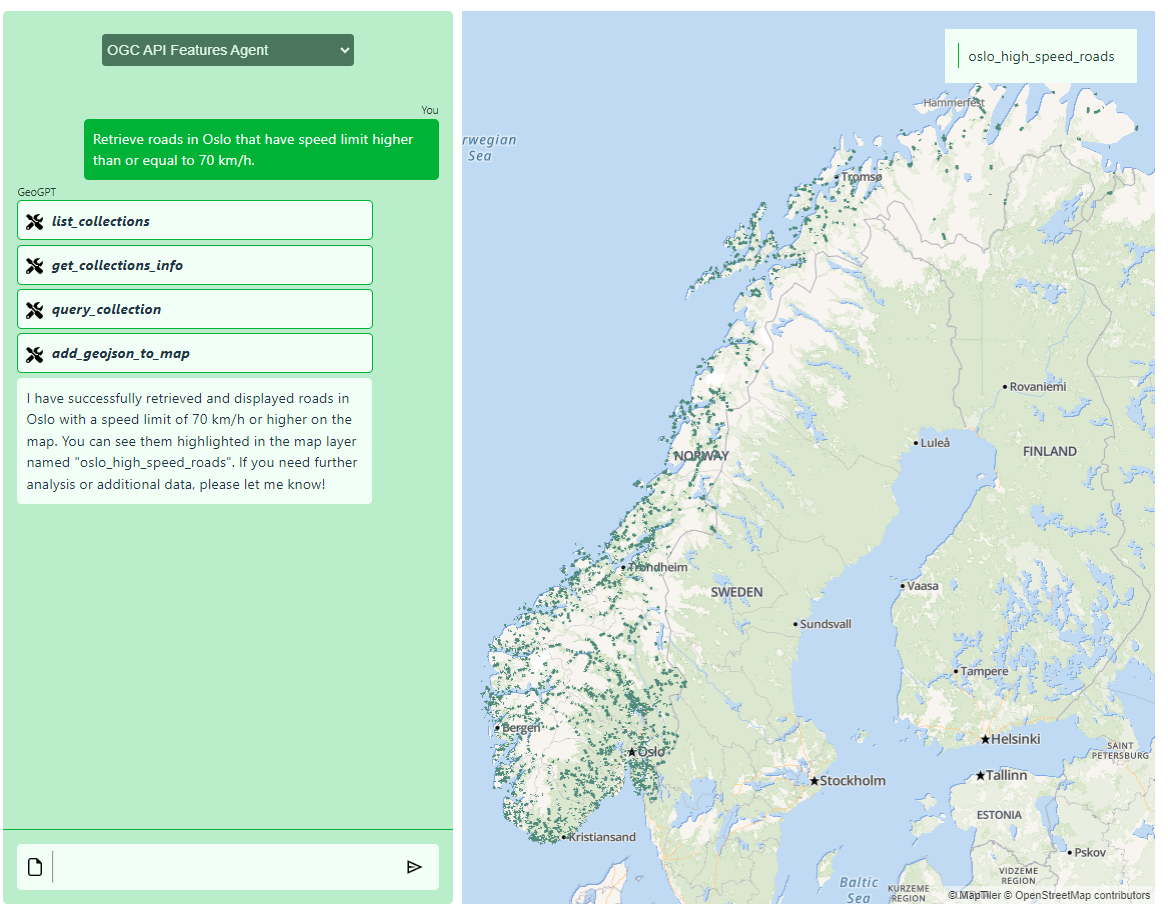 OGC API Features Agent
You
Retrieve roads in Oslo that have speed limit higher
than or equal to 70 km/h.
GeoGPT
list_collections
get_collections_info
query_collection
add_geojson_to_map
I have successfully retrieved and displayed roads in
Oslo with a speed limit of 70 km/h or higher on the
map. You can see them highlighted in the map layer
named "oslo_high_speed_roads". If you need further
analysis or additional data, please let me know!
oslo_high_speed_roads
Hammerfest
rwegian
Sea
Tromsø
Rovaniemi
Luleå
FINLAND
NORWAY
Trondheim
SWEDEN
Vaasa
Sundsvall
Tampere
Bergen
Oslo
Helsinki
SAINT
PETERSBURG
Stockholm
Tallinn
ESTONIA
Kristiansand
Pskov
VIDZEME
REGION
Baltic
Sea
KURZEME
REGION
© MapTiler © OpenStreetMap contributors